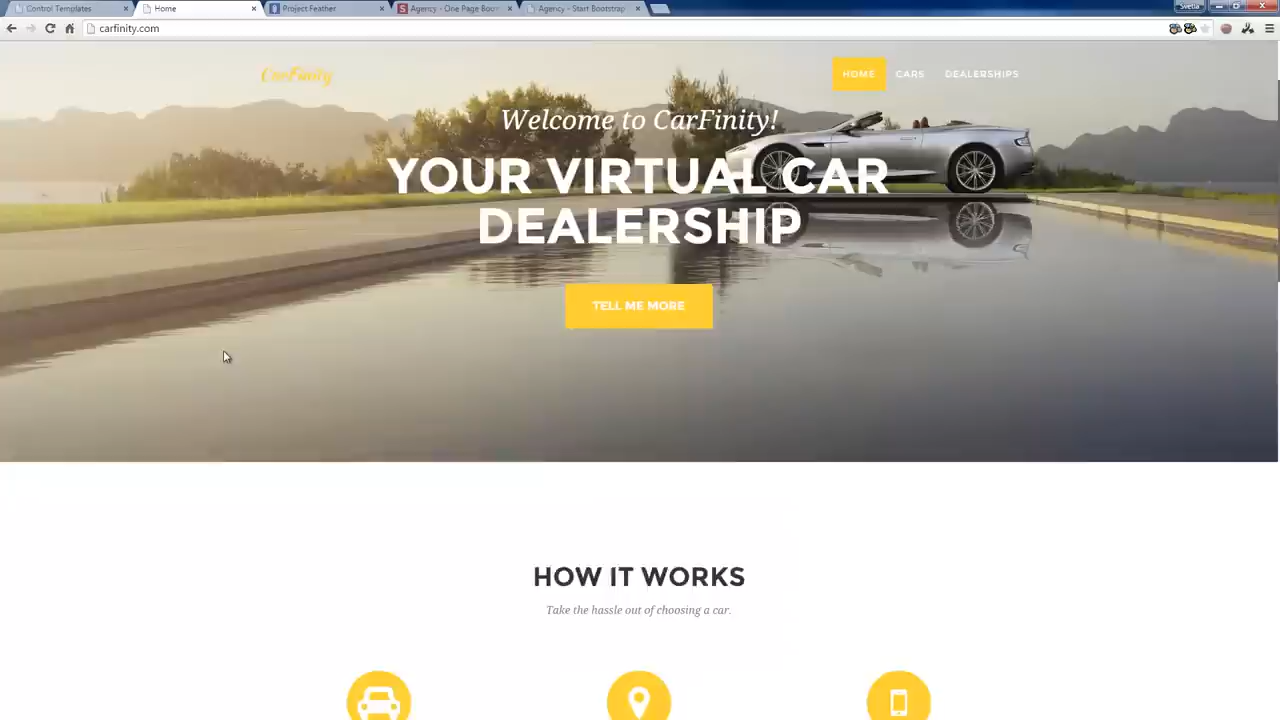 Control Templates
Home
Project Feather
Agency - One Page Boot
Agency - Start Bootstrap
Svetla
carfinity.com
CarFinity
HOME
CARS
DEALERSHIPS
Welcome to CarFinity!
YOUR VIRTUAL CAR
DEALERSHIP
TELL ME MORE
HOW IT WORKS
Take the hassle out of choosing a car.